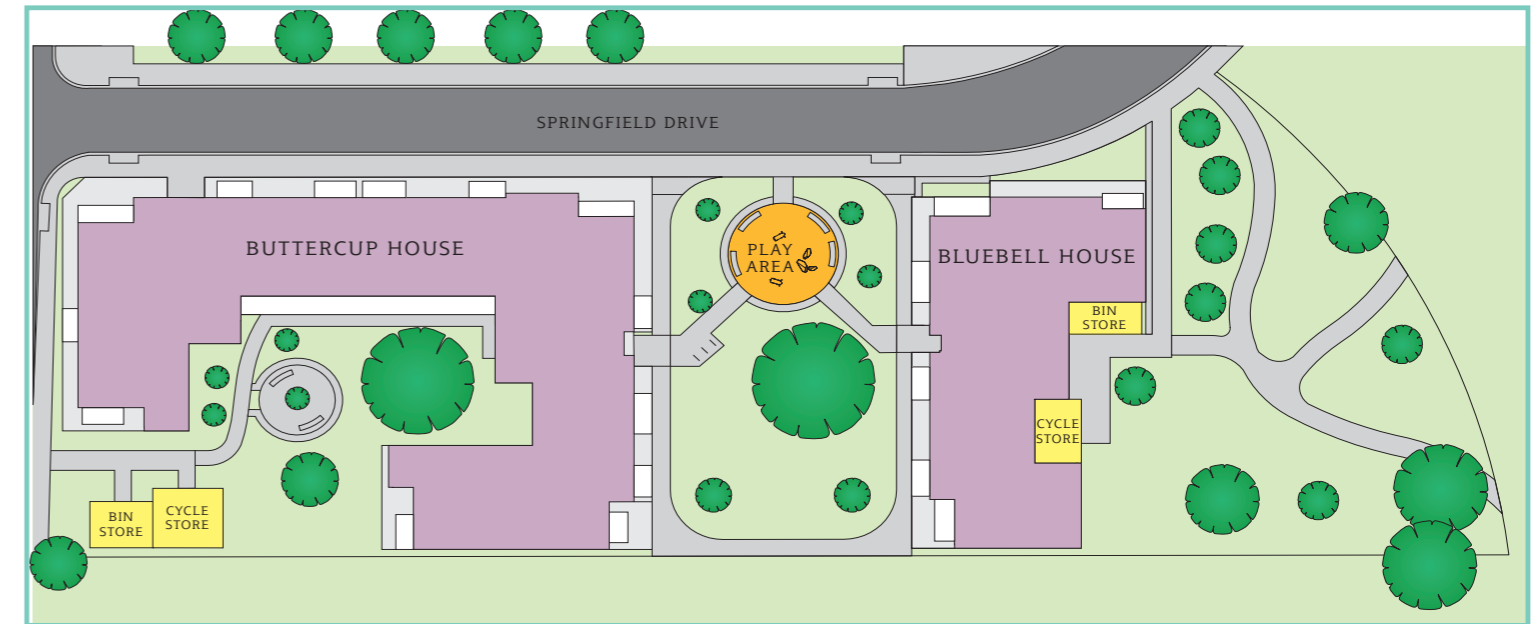 SPRINGFIELD DRIVE
BUTTERCUP HOUSE
PLAY
AREA
BLUEBELL HOUSE
BIN
STORE
CYCLE
STORE
BIN
STORE
CYCLE
STORE